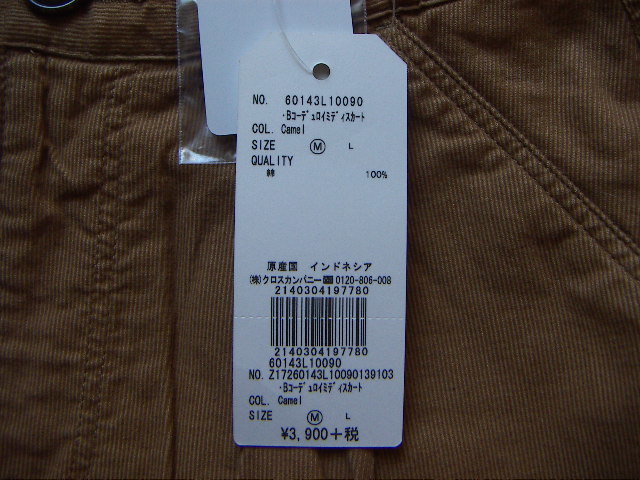 NO. 60143L10090
・Bコーデュロイミディスカート
COL. Camel
SIZE Ⓜ L
QUALITY
綿 100%
原産国 インドネシア
(株)クロスカンパニー 0120-806-008
2140304197780
2140304197780
60143L10090
NO. Z17260143L10090139103
・Bコーデュロイミディスカート
COL. Camel
SIZE Ⓜ L
¥3,900+税